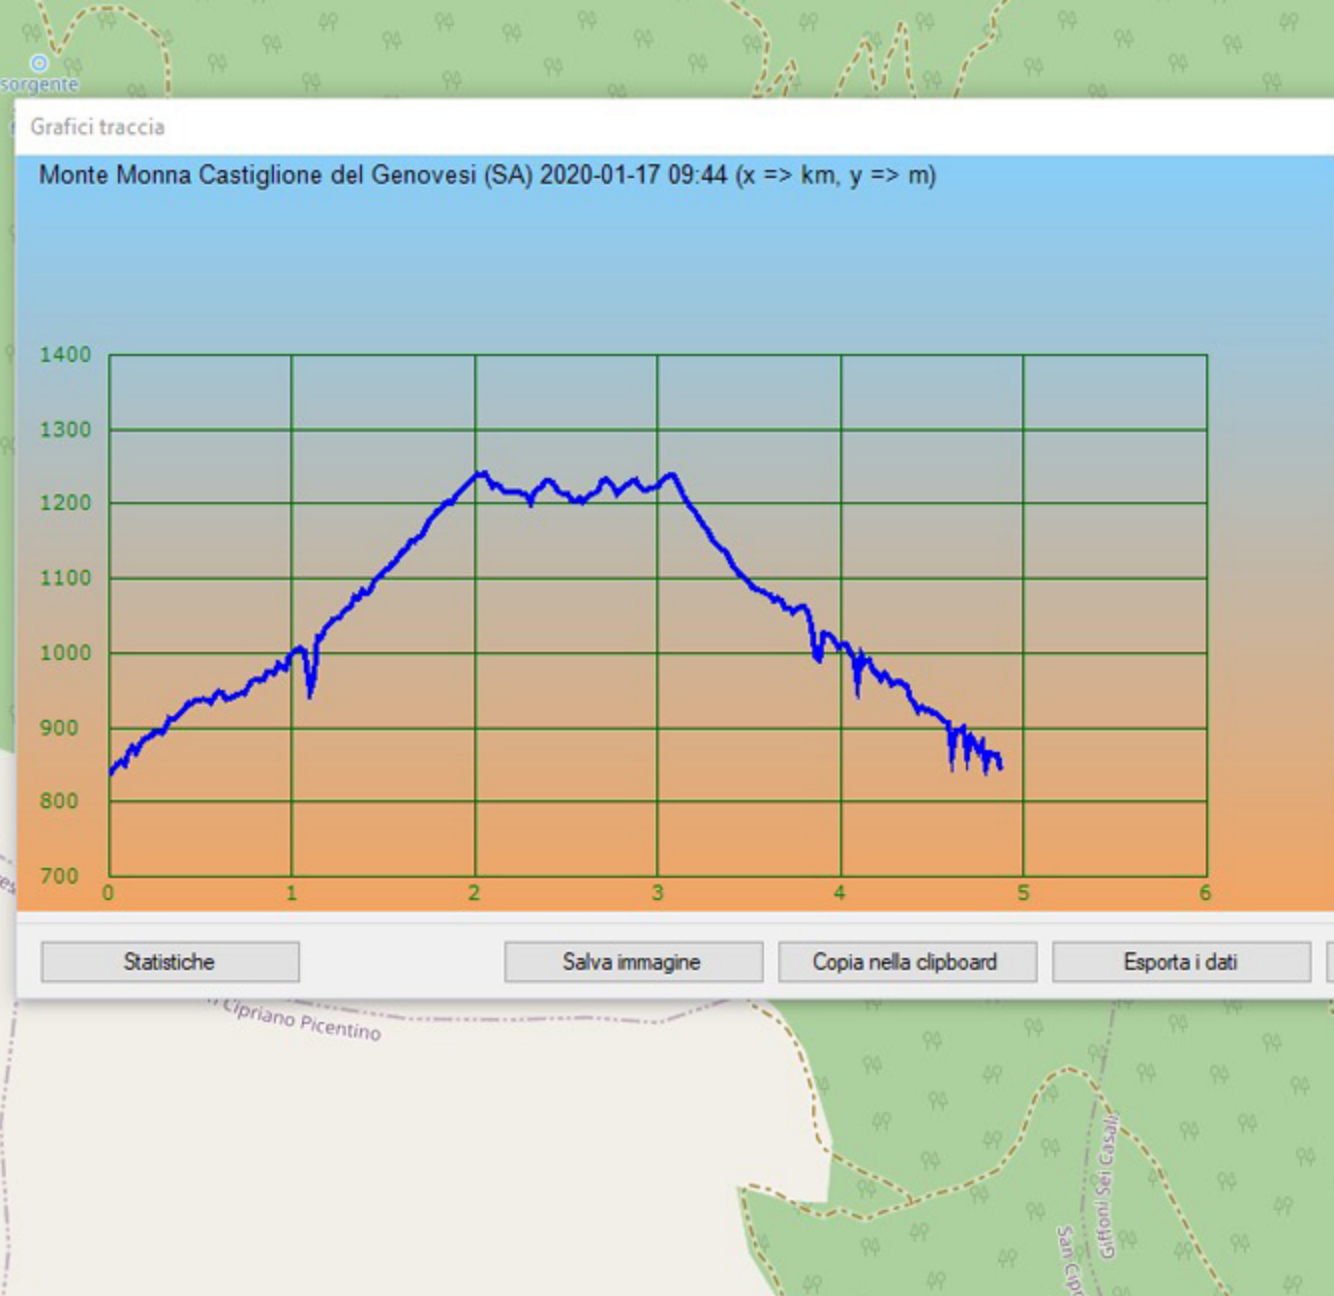 sorgente
Grafici traccia
Monte Monna Castiglione del Genovesi (SA) 2020-01-17 09:44 (x => km, y => m)
1400
1300
1200
1100
1000
900
800
700
0 1 2 3 4 5 6
Statistiche
Salva immagine
Copia nella clipboard
Esporta i dati
Cipriano Picentino
Giffoni Sei Casali
San